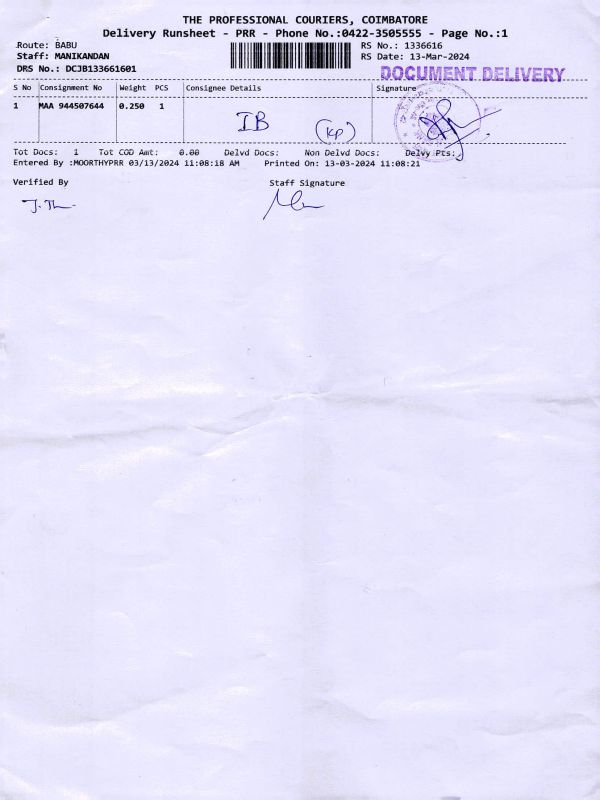 THE PROFESSIONAL COURIERS, COIMBATORE
Delivery Runsheet - PRR - Phone No.:0422-3505555 - Page No.:1
Route: BABU RS No.: 1336616
Staff: MANIKANDAN RS Date: 13-Mar-2024
DRS No.: DCJB133661601
DOCUMENT DELIVERY
S No Consignment No Weight PCS Consignee Details Signature
1 MAA 944507644 0.250 1
IB (KP)
Tot Docs: 1 Tot COD Amt: 0.00 Delvd Docs: Non Delvd Docs: Delvy Pts:
Entered By :MOORTHYPRR 03/13/2024 11:08:18 AM Printed On: 13-03-2024 11:08:21
Verified By Staff Signature